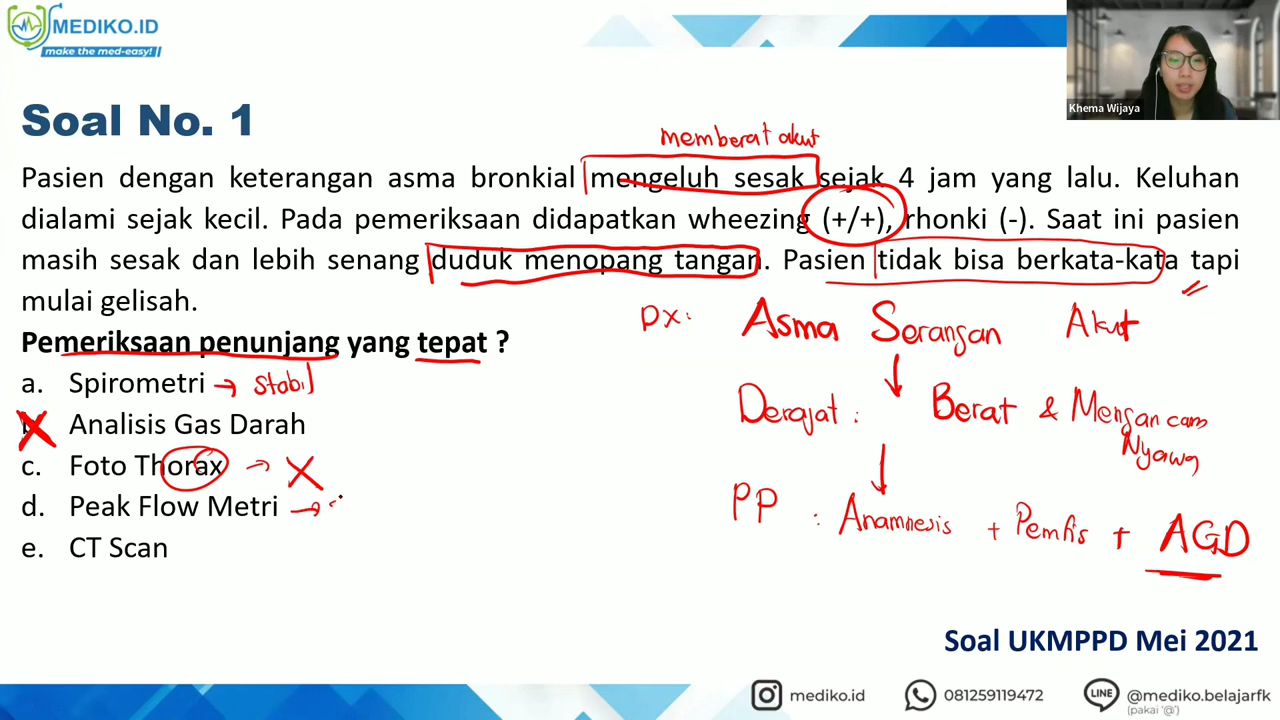 MEDIKO.ID
make the med-easy!
Khema Wijaya
Soal No. 1
memberat akut
Pasien dengan keterangan asma bronkial mengeluh sesak sejak 4 jam yang lalu. Keluhan
dialami sejak kecil. Pada pemeriksaan didapatkan wheezing (+/+), rhonki (-). Saat ini pasien
masih sesak dan lebih senang duduk menopang tangan. Pasien tidak bisa berkata-kata tapi
mulai gelisah.
DX: Asma Serangan Akut
Pemeriksaan penunjang yang tepat ?
a. Spirometri → stabil
b. Analisis Gas Darah
Derajat : Berat & Mengancam
Nyawa
c. Foto Thorax → X
d. Peak Flow Metri →
PP : Anamnesis + Pemfis + AGD
e. CT Scan
Soal UKMPPD Mei 2021
mediko.id
081259119472
LINE
@mediko.belajarfk
(pakai '@')